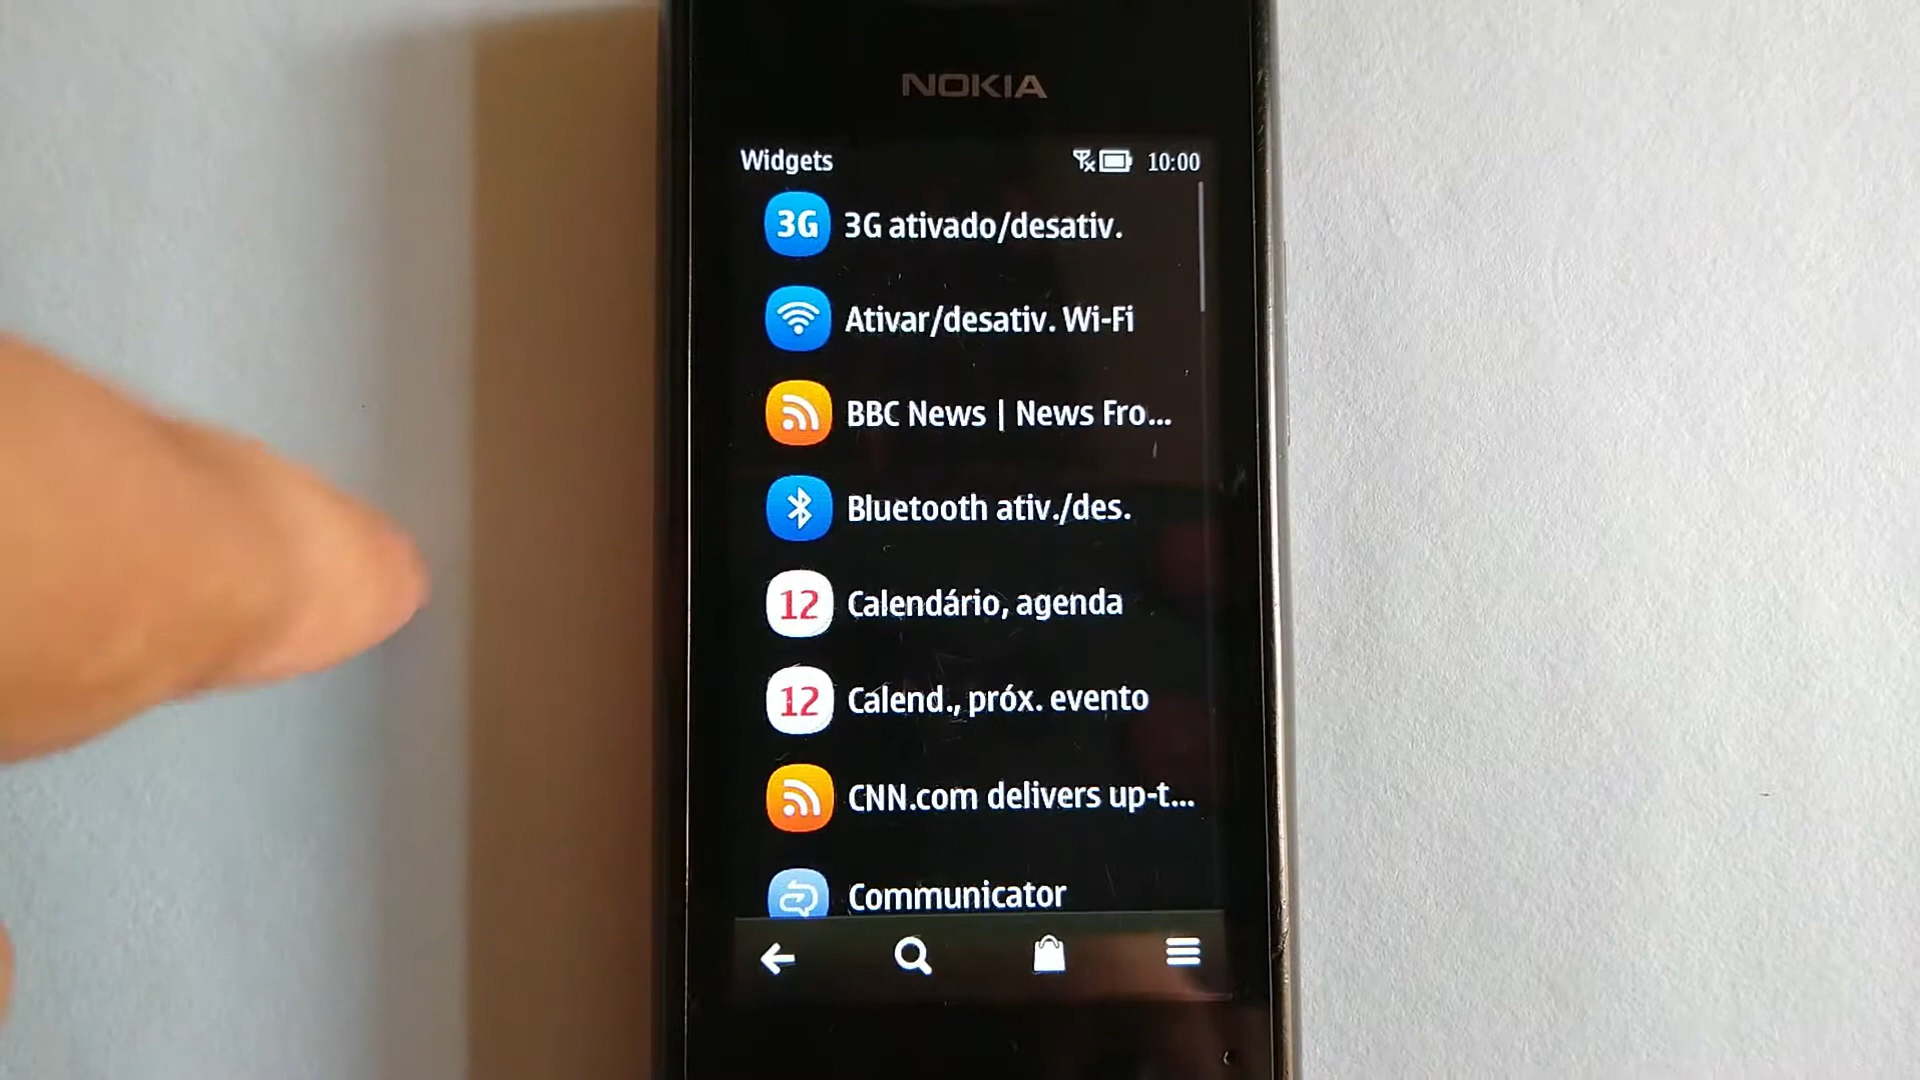 NOKIA
Widgets 10:00
3G 3G ativado/desativ.
Ativar/desativ. Wi-Fi
BBC News | News Fro...
Bluetooth ativ./des.
12 Calendário, agenda
12 Calend., próx. evento
CNN.com delivers up-t...
Communicator